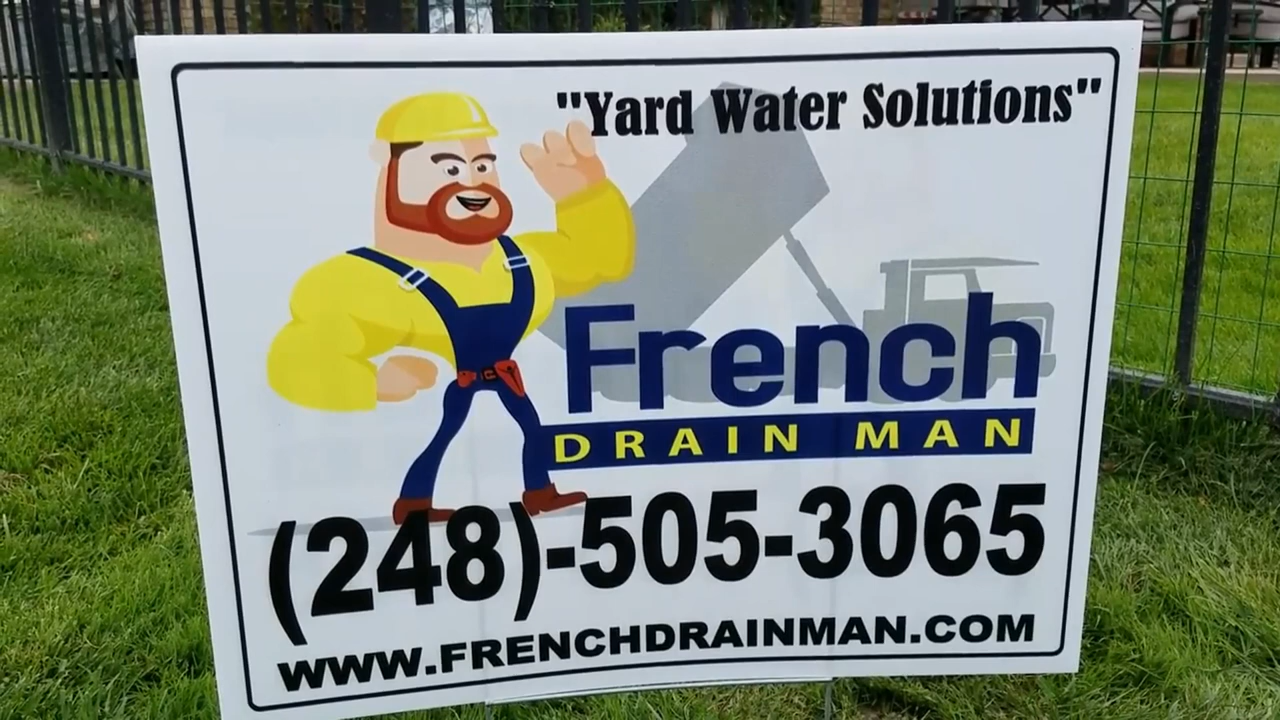 "Yard Water Solutions"
French
DRAIN MAN
(248)-505-3065
WWW.FRENCHDRAINMAN.COM